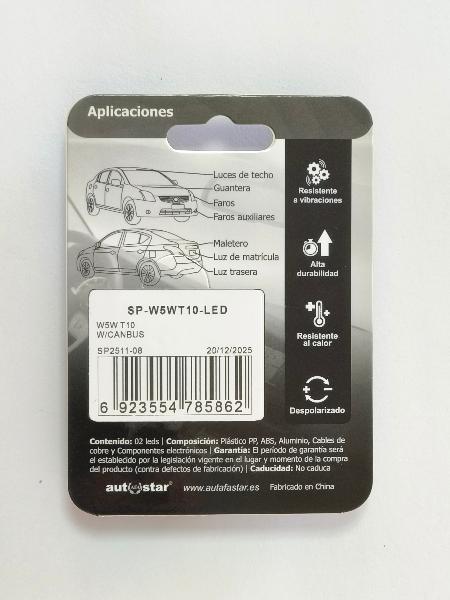 Aplicaciones
Luces de techo
Guantera
Faros
Faros auxiliares
Maletero
Luz de matrícula
Luz trasera
Resistente
a vibraciones
Alta
durabilidad
Resistente
al calor
Despolarizado
SP-W5WT10-LED
W5W T10
W/CANBUS
SP2911-08 20/12/2025
6 923554 785862
Contenido: 02 leds | Composición: Plástico PP, ABS, Aluminio, Cables de
cobre y Componentes electrónicos | Garantía: El período de garantía será
el establecido por la legislación vigente en el lugar y momento de la compra
del producto (contra defectos de fabricación) | Caducidad: No caduca
autostar® www.autafastar.es Fabricado en China